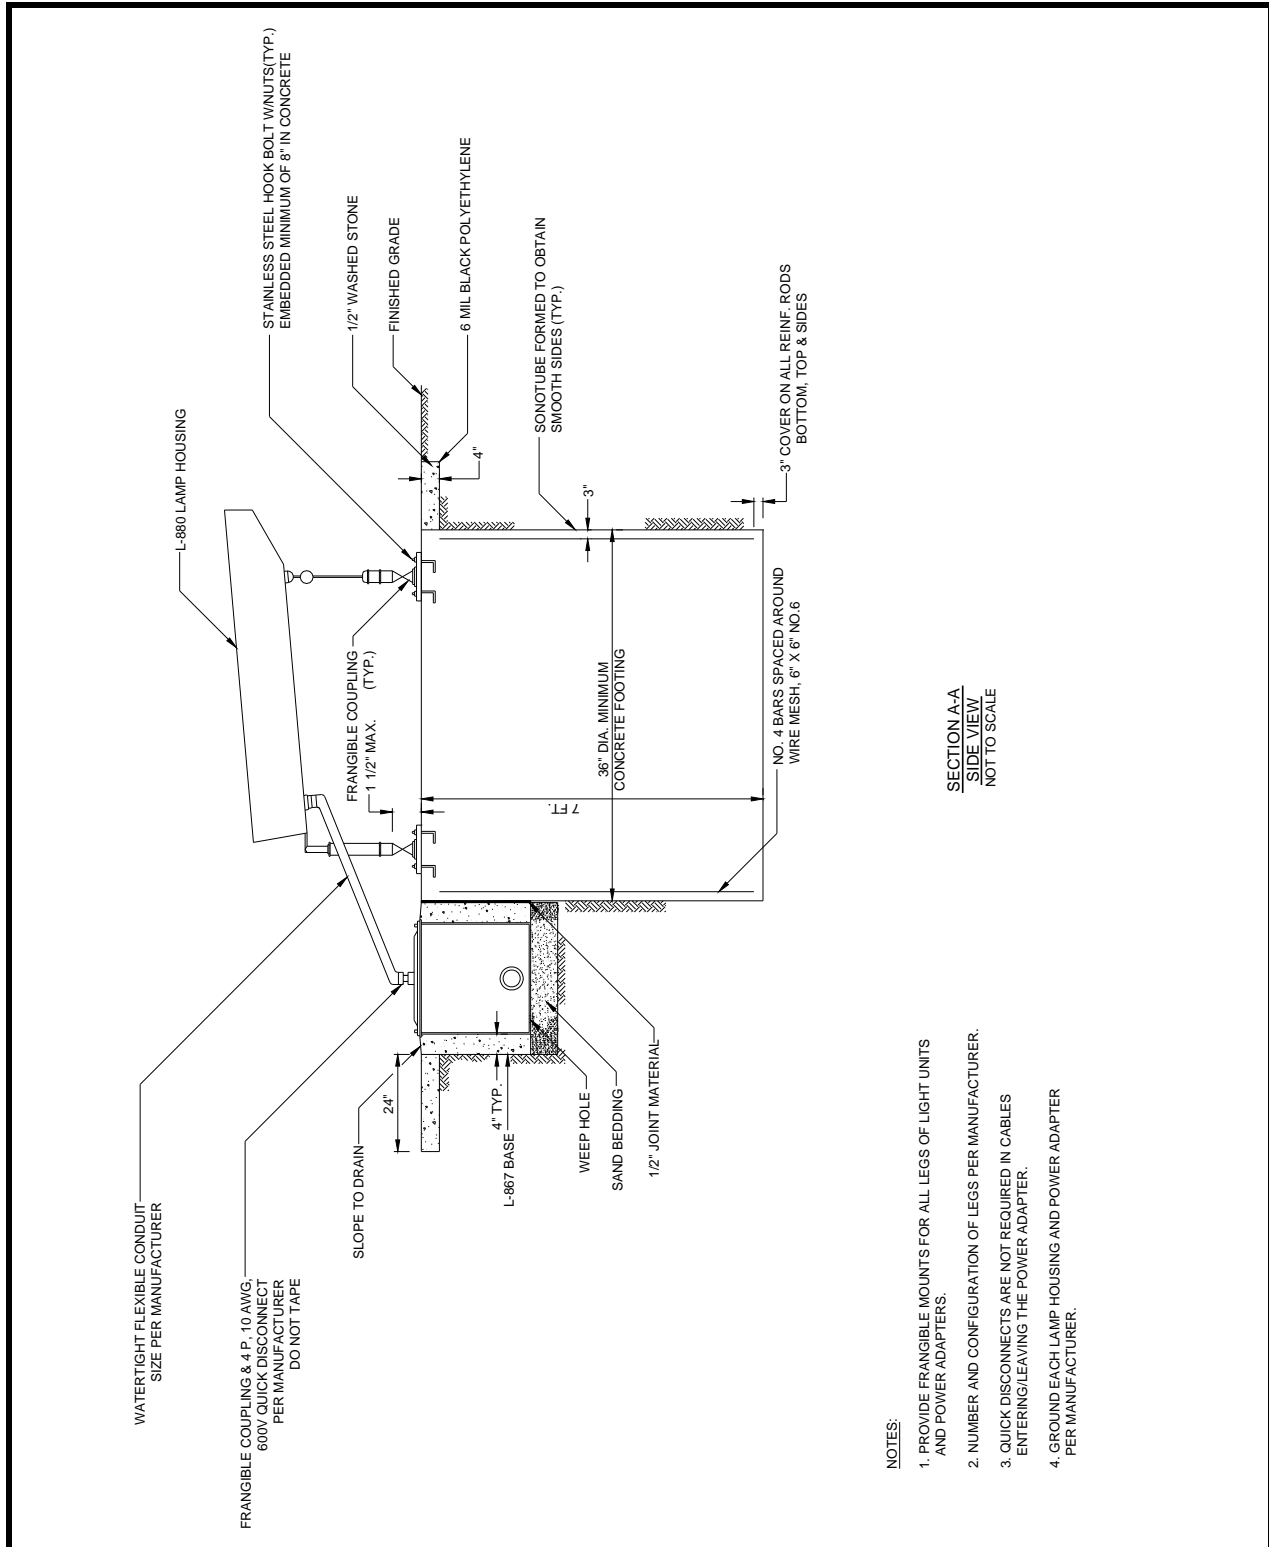 STAINLESS STEEL HOOK BOLT W/NUTS(TYP.)
EMBEDDED MINIMUM OF 8" IN CONCRETE
L-880 LAMP HOUSING
1/2" WASHED STONE
FINISHED GRADE
6 MIL BLACK POLYETHYLENE
WATERTIGHT FLEXIBLE CONDUIT
SIZE PER MANUFACTURER
FRANGIBLE COUPLING & 4 P, 10 AWG,
600V QUICK DISCONNECT
PER MANUFACTURER
DO NOT TAPE
FRANGIBLE COUPLING
1 1/2" MAX. (TYP.)
4"
SONOTUBE FORMED TO OBTAIN
SMOOTH SIDES (TYP.)
3"
SLOPE TO DRAIN
24"
4" TYP.
L-867 BASE
WEEP HOLE
SAND BEDDING
1/2" JOINT MATERIAL
7 FT.
36" DIA. MINIMUM
CONCRETE FOOTING
3" COVER ON ALL REINF. RODS
BOTTOM, TOP & SIDES
NO. 4 BARS SPACED AROUND
WIRE MESH, 6" X 6" NO.6
SECTION A-A
SIDE VIEW
NOT TO SCALE
NOTES:
1. PROVIDE FRANGIBLE MOUNTS FOR ALL LEGS OF LIGHT UNITS
AND POWER ADAPTERS.
2. NUMBER AND CONFIGURATION OF LEGS PER MANUFACTURER.
3. QUICK DISCONNECTS ARE NOT REQUIRED IN CABLES
ENTERING/LEAVING THE POWER ADAPTER.
4. GROUND EACH LAMP HOUSING AND POWER ADAPTER
PER MANUFACTURER.